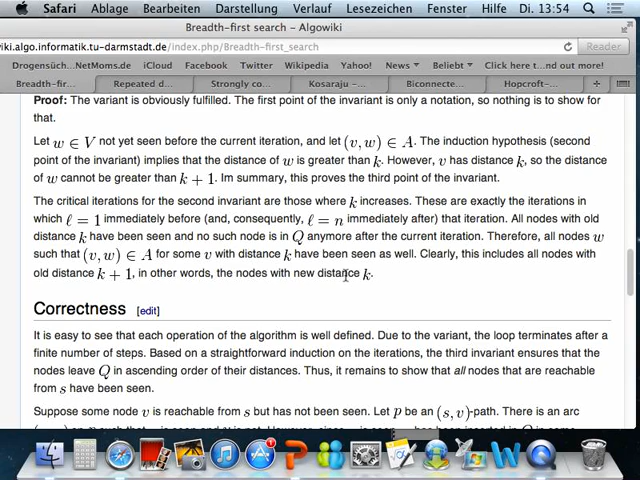 Safari Ablage Bearbeiten Darstellung Verlauf Lesezeichen Fenster Hilfe Di. 13:54
Breadth-first search – Algowiki
wiki.algo.informatik.tu-darmstadt.de/index.php/Breadth-first_search Reader
Drogensüch...NetMoms.de iCloud Facebook Twitter Wikipedia Yahoo! News Beliebt Click here t...nd out more!
Breadth-fir... Repeated d... Strongly co... Kosaraju –... Biconnecte... Hopcroft-...
Proof: The variant is obviously fulfilled. The first point of the invariant is only a notation, so nothing is to show for
that.
Let w ∈ V not yet seen before the current iteration, and let (v, w) ∈ A. The induction hypothesis (second
point of the invariant) implies that the distance of w is greater than k. However, v has distance k, so the distance
of w cannot be greater than k + 1. Im summary, this proves the third point of the invariant.
The critical iterations for the second invariant are those where k increases. These are exactly the iterations in
which ℓ = 1 immediately before (and, consequently, ℓ = n immediately after) that iteration. All nodes with old
distance k have been seen and no such node is in Q anymore after the current iteration. Therefore, all nodes w
such that (v, w) ∈ A for some v with distance k have been seen as well. Clearly, this includes all nodes with
old distance k + 1, in other words, the nodes with new distance k.
Correctness [edit]
It is easy to see that each operation of the algorithm is well defined. Due to the variant, the loop terminates after a
finite number of steps. Based on a straightforward induction on the iterations, the third invariant ensures that the
nodes leave Q in ascending order of their distances. Thus, it remains to show that all nodes that are reachable
from s have been seen.
Suppose some node v is reachable from s but has not been seen. Let p be an (s, v)-path. There is an arc